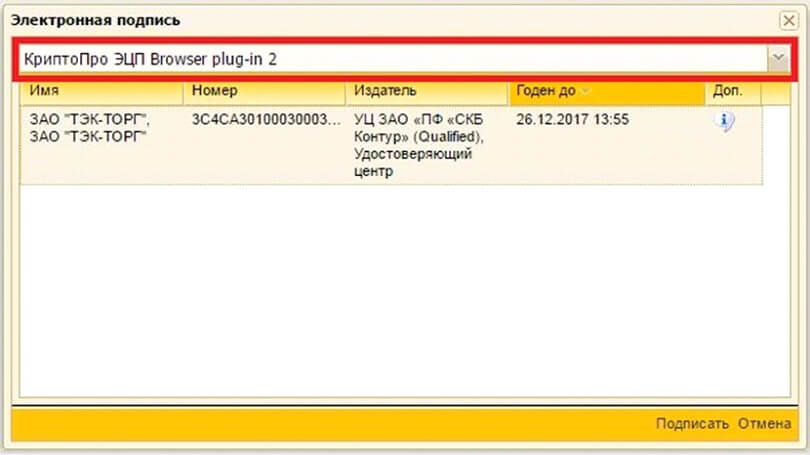 Электронная подпись
КриптоПро ЭЦП Browser plug-in 2
Имя Номер Издатель Годен до Доп.
ЗАО "ТЭК-ТОРГ", 3C4CA30100030003... УЦ ЗАО «ПФ «СКБ 26.12.2017 13:55
ЗАО "ТЭК-ТОРГ" Контур» (Qualified),
Удостоверяющий
центр
Подписать Отмена